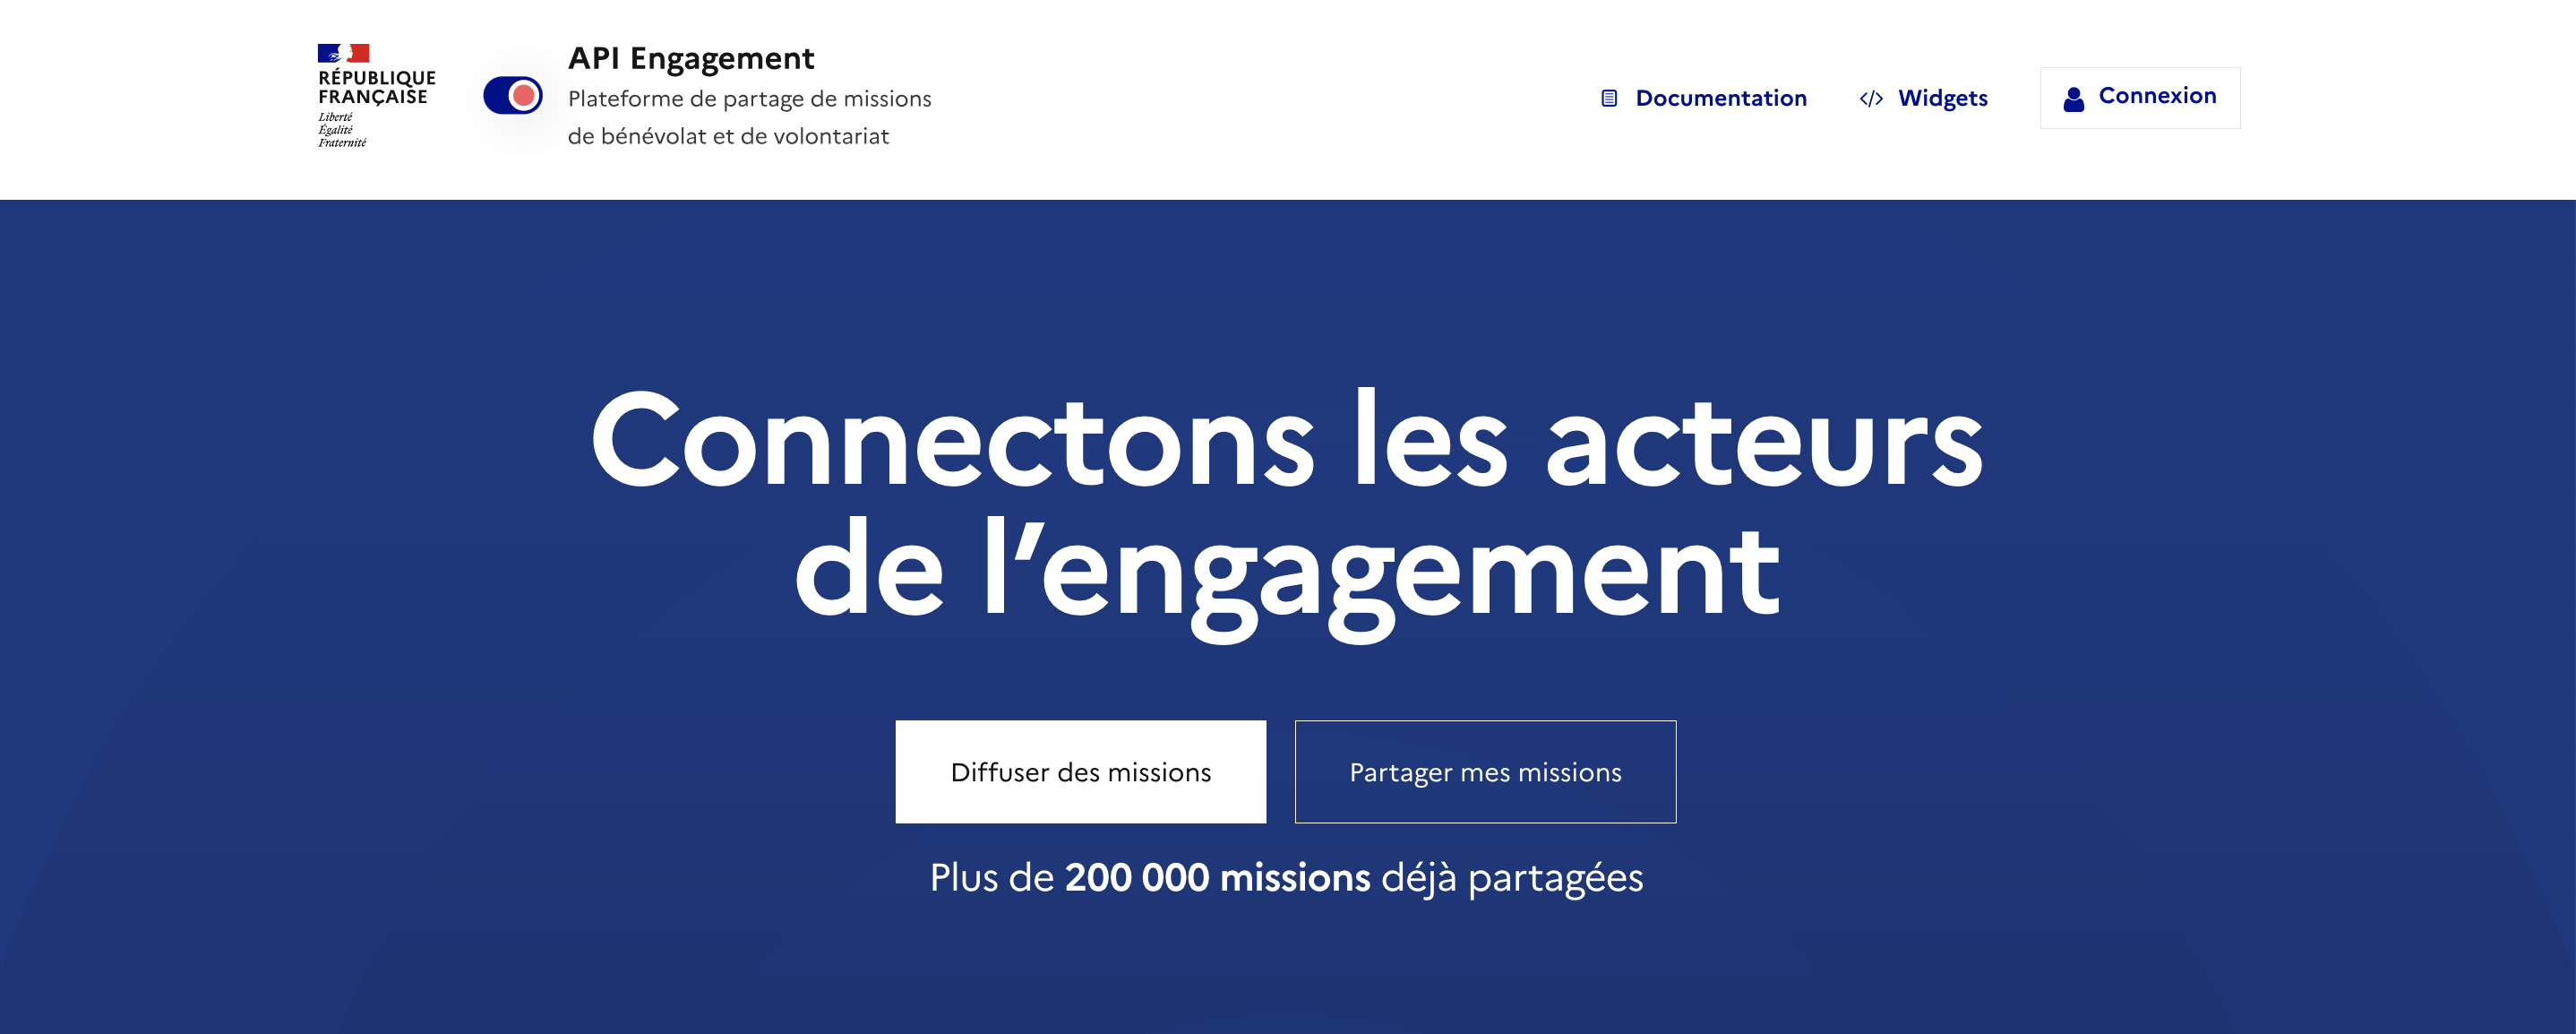 RÉPUBLIQUE
FRANÇAISE
Liberté
Égalité
Fraternité
API Engagement
Plateforme de partage de missions
de bénévolat et de volontariat
Documentation
</> Widgets
Connexion
Connectons les acteurs
de l’engagement
Diffuser des missions
Partager mes missions
Plus de 200 000 missions déjà partagées